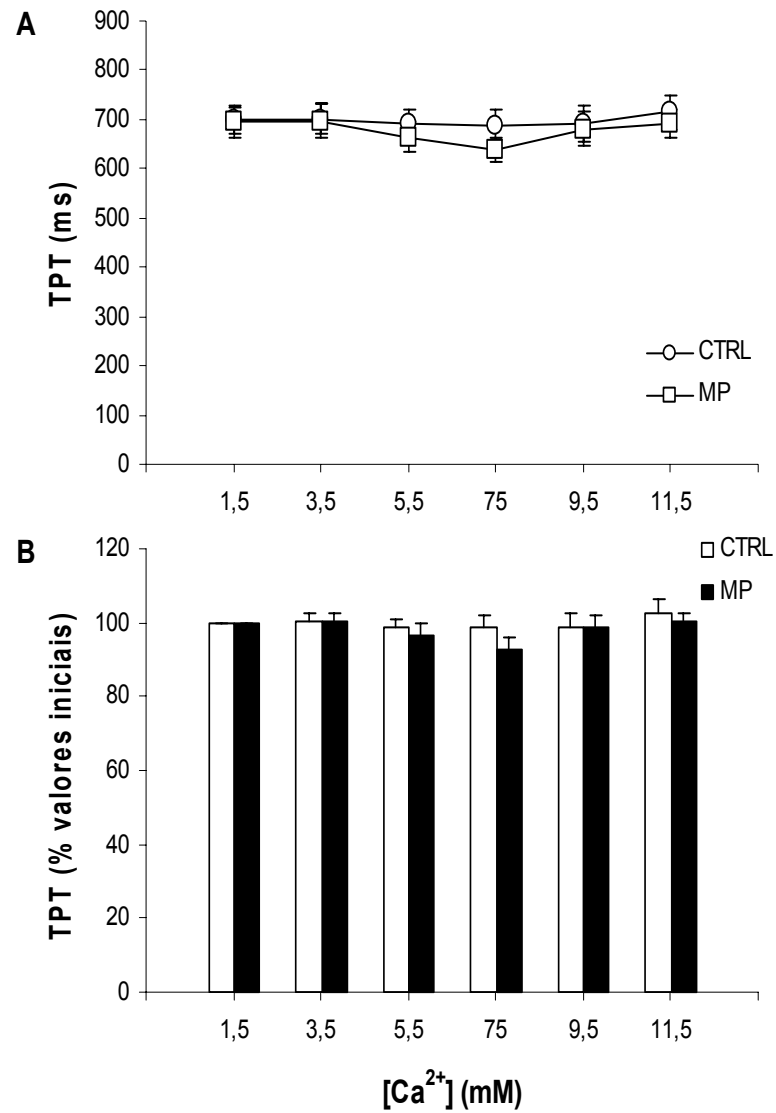 A
900
800
700
600
500
400
300
200
100
0
TPT (ms)
CTRL
MP
1,5 3,5 5,5 75 9,5 11,5
B
120
100
80
60
40
20
0
TPT (% valores iniciais)
CTRL
MP
1,5 3,5 5,5 75 9,5 11,5
[Ca²⁺] (mM)